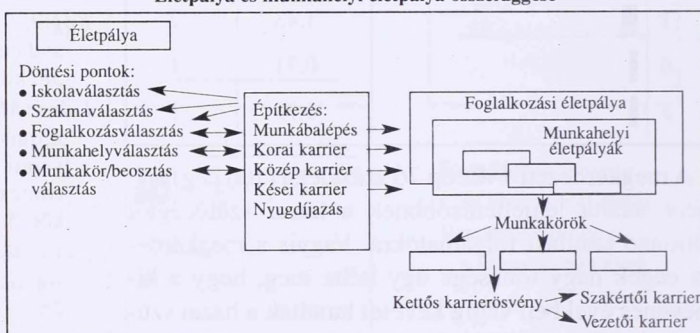 Életpálya és munkahelyi életpálya összefüggése
Életpálya
Döntési pontok:
• Iskolaválasztás
• Szakmaválasztás
• Foglalkozásválasztás
• Munkahelyválasztás
• Munkakör/beosztás
választás
Építkezés:
Munkábalépés
Korai karrier
Közép karrier
Kései karrier
Nyugdíjazás
Foglalkozási életpálya
Munkahelyi
életpályák
Munkakörök
Kettős karrierösvény
Szakértői karrier
Vezetői karrier